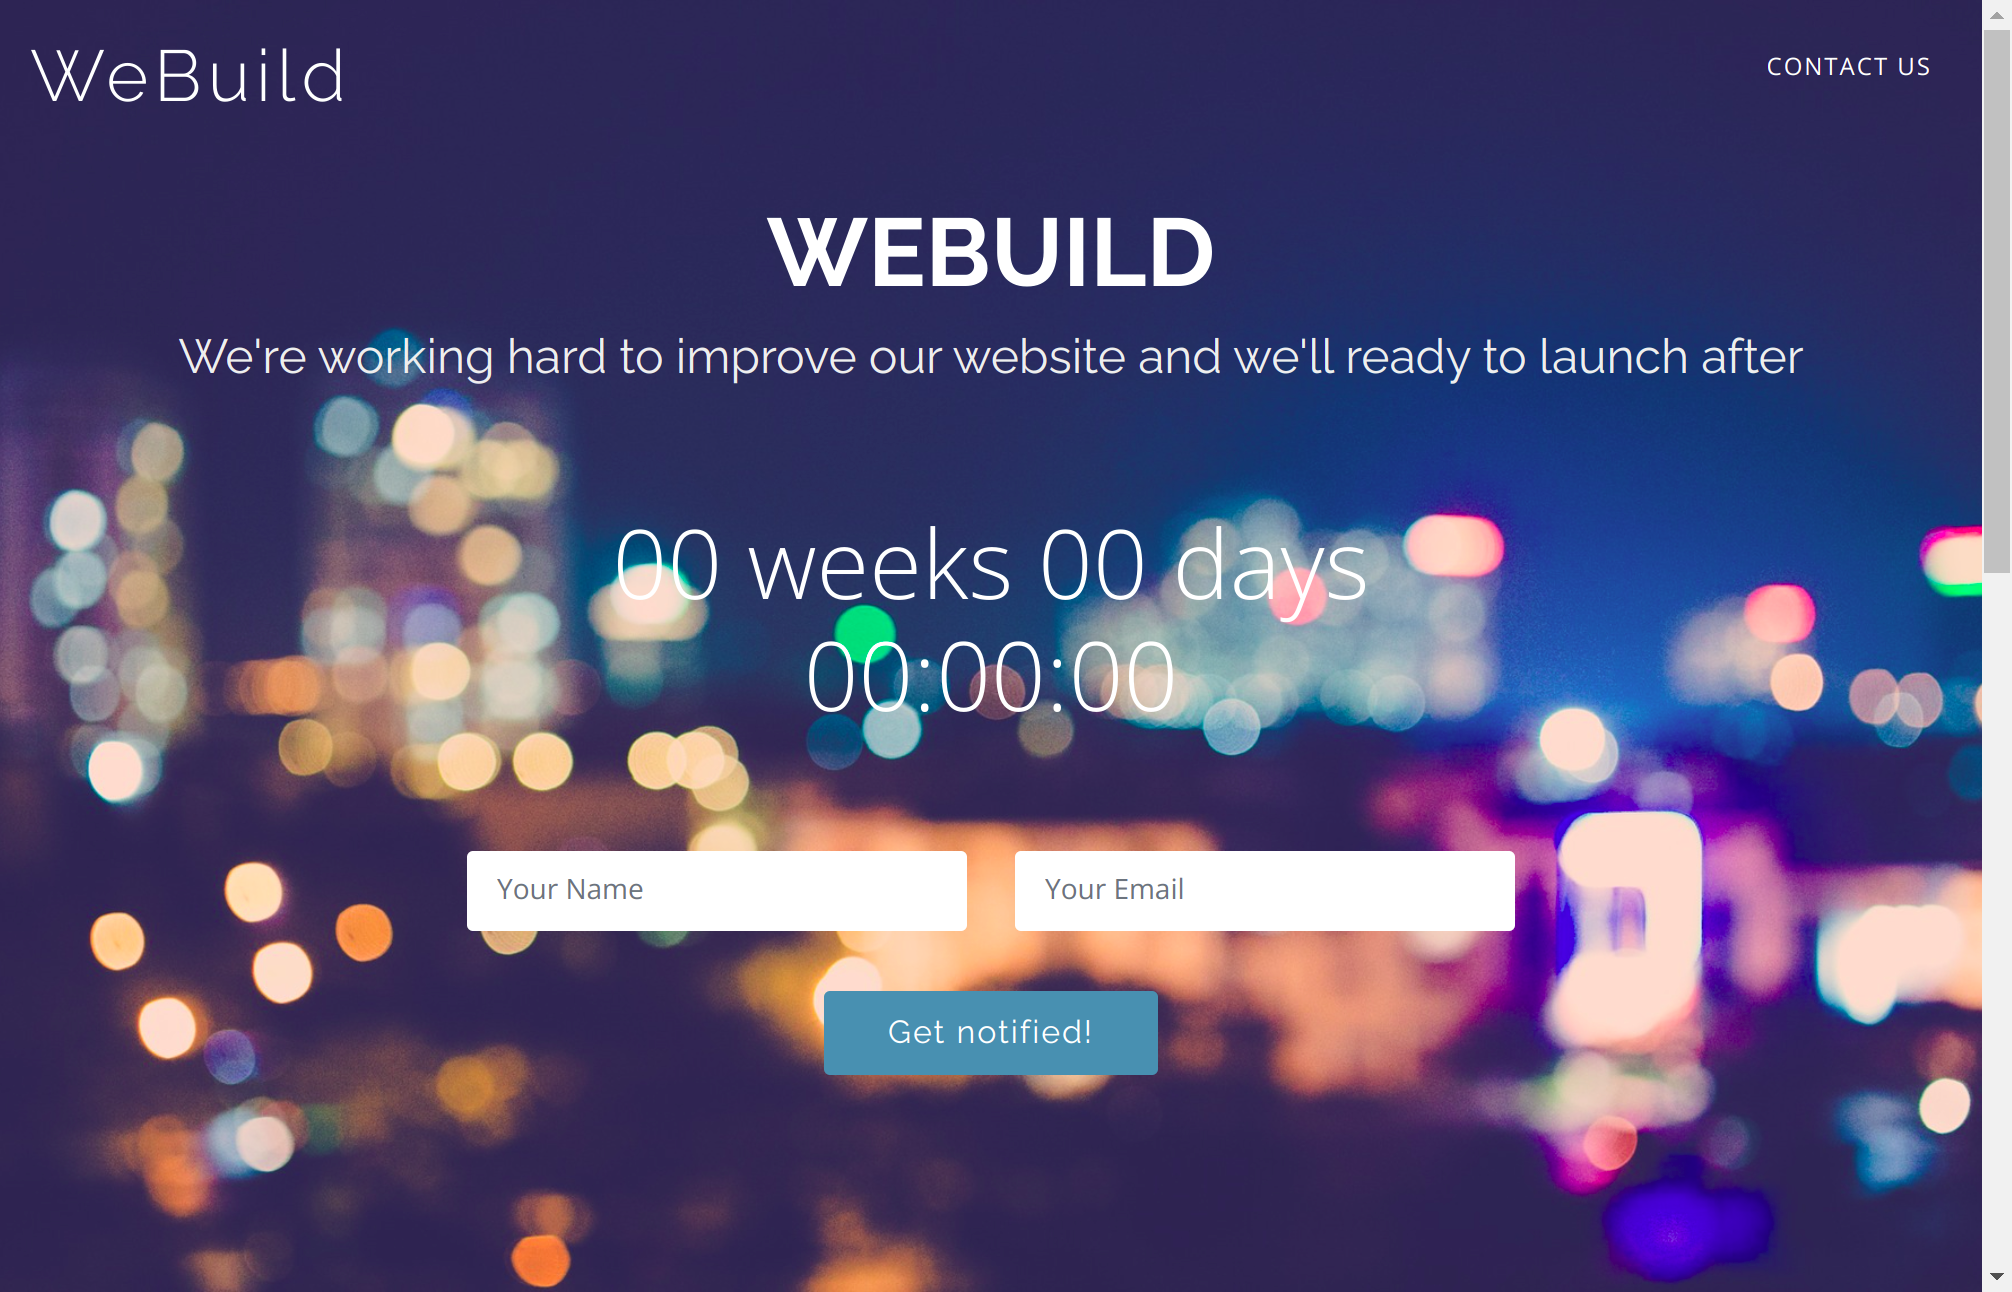 WeBuild
CONTACT US
WEBUILD
We're working hard to improve our website and we'll ready to launch after
00 weeks 00 days
00:00:00
Your Name
Your Email
Get notified!